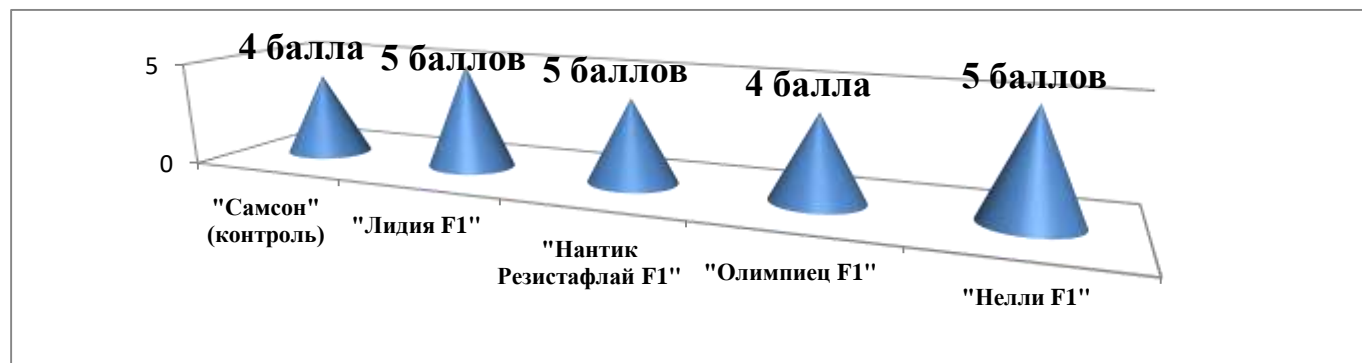 4 балла
5 баллов
5 баллов
4 балла
5 баллов
5
0
"Самсон"
(контроль)
"Лидия F1"
"Нантик
Резистафлай F1"
"Олимпиец F1"
"Нелли F1"